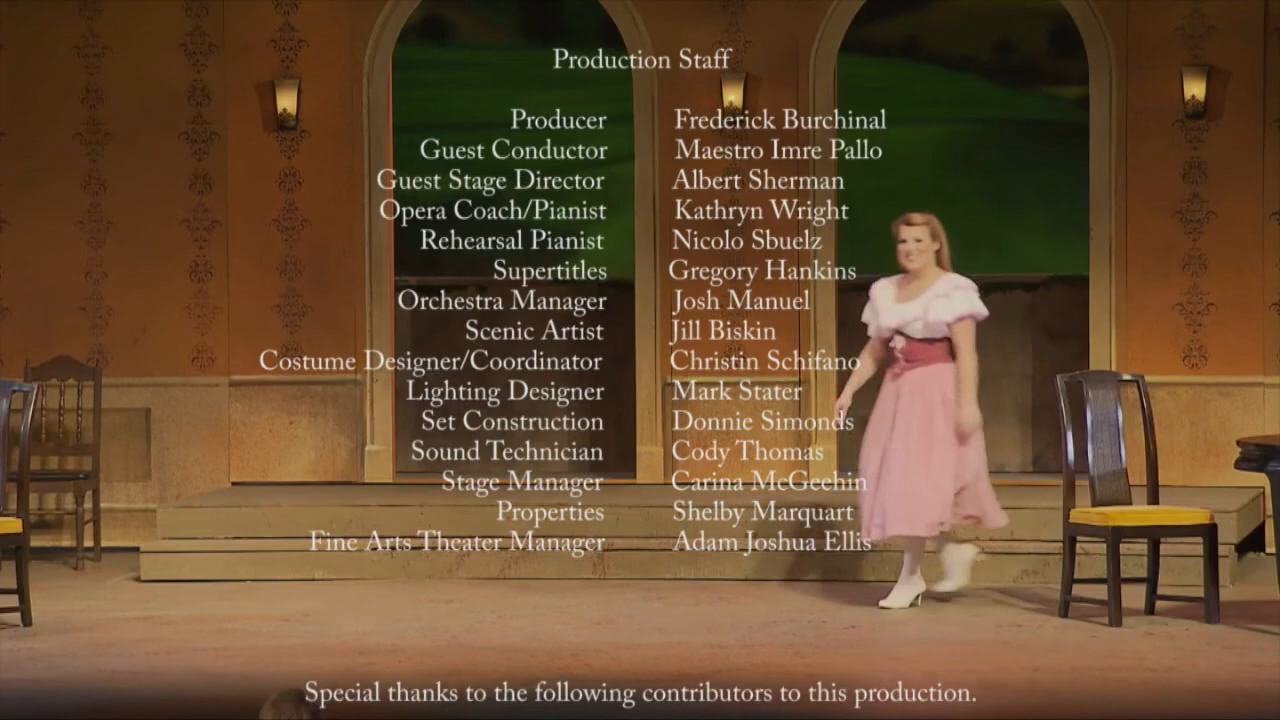 Production Staff
Producer Frederick Burchinal
Guest Conductor Maestro Imre Pallo
Guest Stage Director Albert Sherman
Opera Coach/Pianist Kathryn Wright
Rehearsal Pianist Nicolo Sbuelz
Supertitles Gregory Hankins
Orchestra Manager Josh Manuel
Scenic Artist Jill Biskin
Costume Designer/Coordinator Christin Schifano
Lighting Designer Mark Stater
Set Construction Donnie Simonds
Sound Technician Cody Thomas
Stage Manager Carina McGeehin
Properties Shelby Marquart
Fine Arts Theater Manager Adam Joshua Ellis
Special thanks to the following contributors to this production.